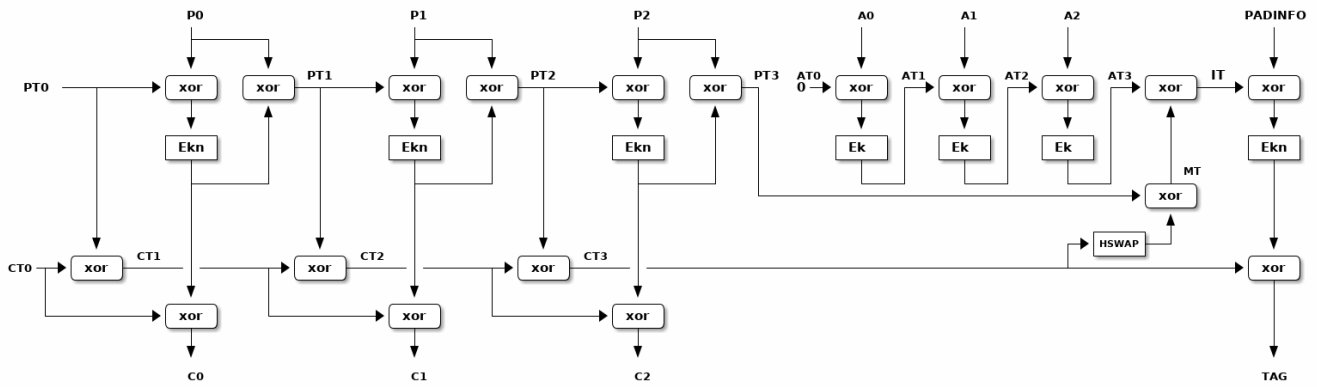 P0 P1 P2 A0 A1 A2 PADINFO
PT0 xor xor PT1 xor xor PT2 xor xor PT3 AT0 xor AT1 xor AT2 xor AT3 xor IT xor
0
Ekn Ekn Ekn Ek Ek Ek Ekn
MT
xor
HSWAP
CT0 xor CT1 xor CT2 xor CT3 xor
xor xor xor
C0 C1 C2 TAG